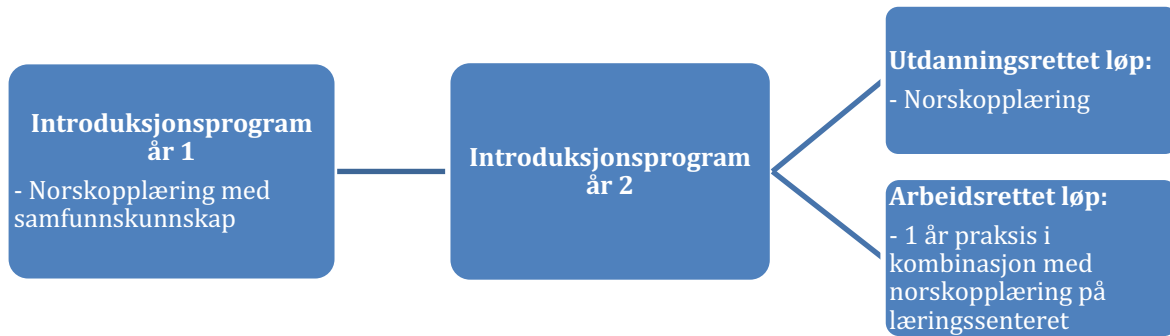 Introduksjonsprogram
år 1
- Norskopplæring med
samfunnskunnskap
Introduksjonsprogram
år 2
Utdanningsrettet løp:
- Norskopplæring
Arbeidsrettet løp:
- 1 år praksis i
kombinasjon med
norskopplæring på
læringssenteret